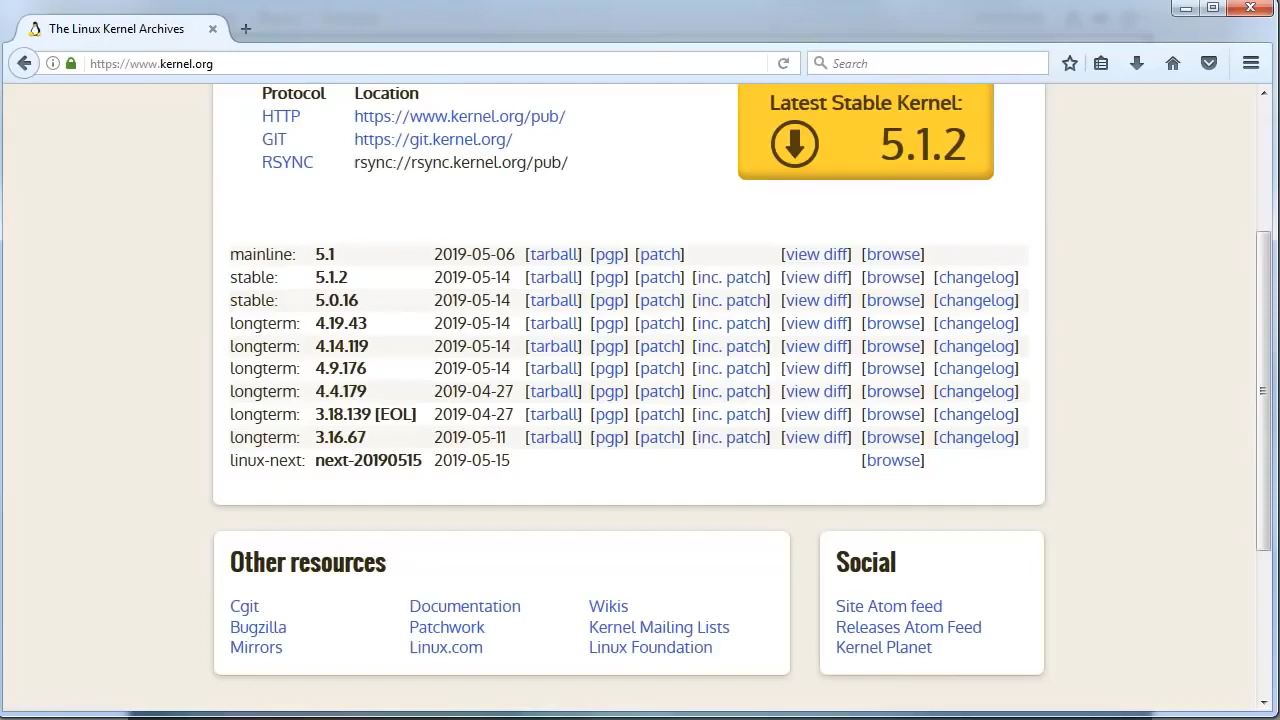 The Linux Kernel Archives
https://www.kernel.org
Search
Protocol Location
HTTP https://www.kernel.org/pub/
GIT https://git.kernel.org/
RSYNC rsync://rsync.kernel.org/pub/
Latest Stable Kernel:
5.1.2
mainline: 5.1 2019-05-06 [tarball] [pgp] [patch] [view diff] [browse]
stable: 5.1.2 2019-05-14 [tarball] [pgp] [patch] [inc. patch] [view diff] [browse] [changelog]
stable: 5.0.16 2019-05-14 [tarball] [pgp] [patch] [inc. patch] [view diff] [browse] [changelog]
longterm: 4.19.43 2019-05-14 [tarball] [pgp] [patch] [inc. patch] [view diff] [browse] [changelog]
longterm: 4.14.119 2019-05-14 [tarball] [pgp] [patch] [inc. patch] [view diff] [browse] [changelog]
longterm: 4.9.176 2019-05-14 [tarball] [pgp] [patch] [inc. patch] [view diff] [browse] [changelog]
longterm: 4.4.179 2019-04-27 [tarball] [pgp] [patch] [inc. patch] [view diff] [browse] [changelog]
longterm: 3.18.139 [EOL] 2019-04-27 [tarball] [pgp] [patch] [inc. patch] [view diff] [browse] [changelog]
longterm: 3.16.67 2019-05-11 [tarball] [pgp] [patch] [inc. patch] [view diff] [browse] [changelog]
linux-next: next-20190515 2019-05-15 [browse]
Other resources
Cgit Documentation Wikis
Bugzilla Patchwork Kernel Mailing Lists
Mirrors Linux.com Linux Foundation
Social
Site Atom feed
Releases Atom Feed
Kernel Planet